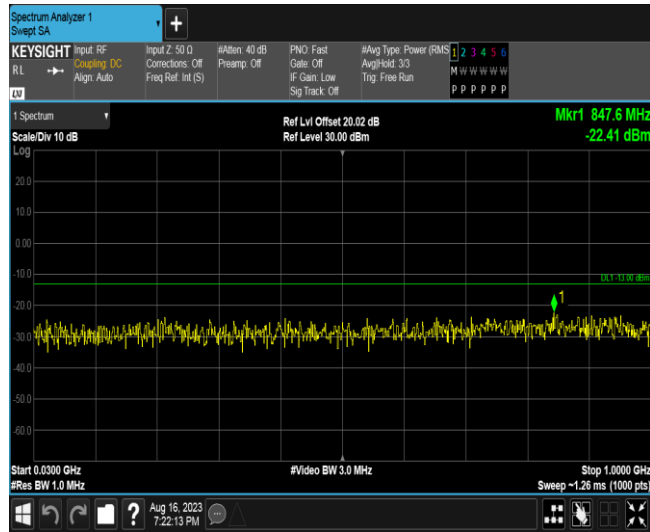 Spectrum Analyzer 1
Swept SA
+
KEYSIGHT Input: RF Input Z: 50 Ω #Atten: 40 dB PNO: Fast #Avg Type: Power (RMS 1 2 3 4 5 6
RL Coupling: DC Corrections: Off Preamp: Off Gate: Off Avg|Hold: 3/3 M W W W W W
Align: Auto Freq Ref: Int (S) IF Gain: Low Trig: Free Run
LXI Sig Track: Off P P P P P P
1 Spectrum Ref Lvl Offset 20.02 dB Mkr1 847.6 MHz
Scale/Div 10 dB Ref Level 30.00 dBm -22.41 dBm
Log
20.0
10.0
0.00
-10.0 DL1 -13.00 dBm
-20.0 1
-30.0
-40.0
-50.0
-60.0
Start 0.0300 GHz #Video BW 3.0 MHz Stop 1.0000 GHz
#Res BW 1.0 MHz Sweep ~1.26 ms (1000 pts)
? Aug 16, 2023
7:22:13 PM